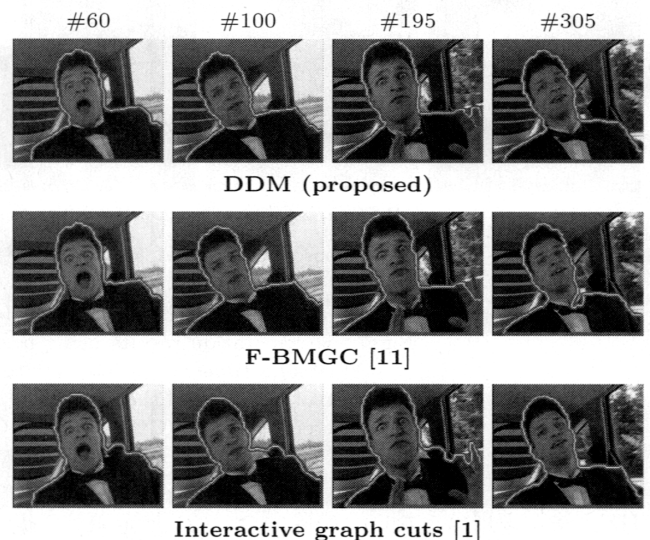 #60 #100 #195 #305
DDM (proposed)
F-BMGC [11]
Interactive graph cuts [1]